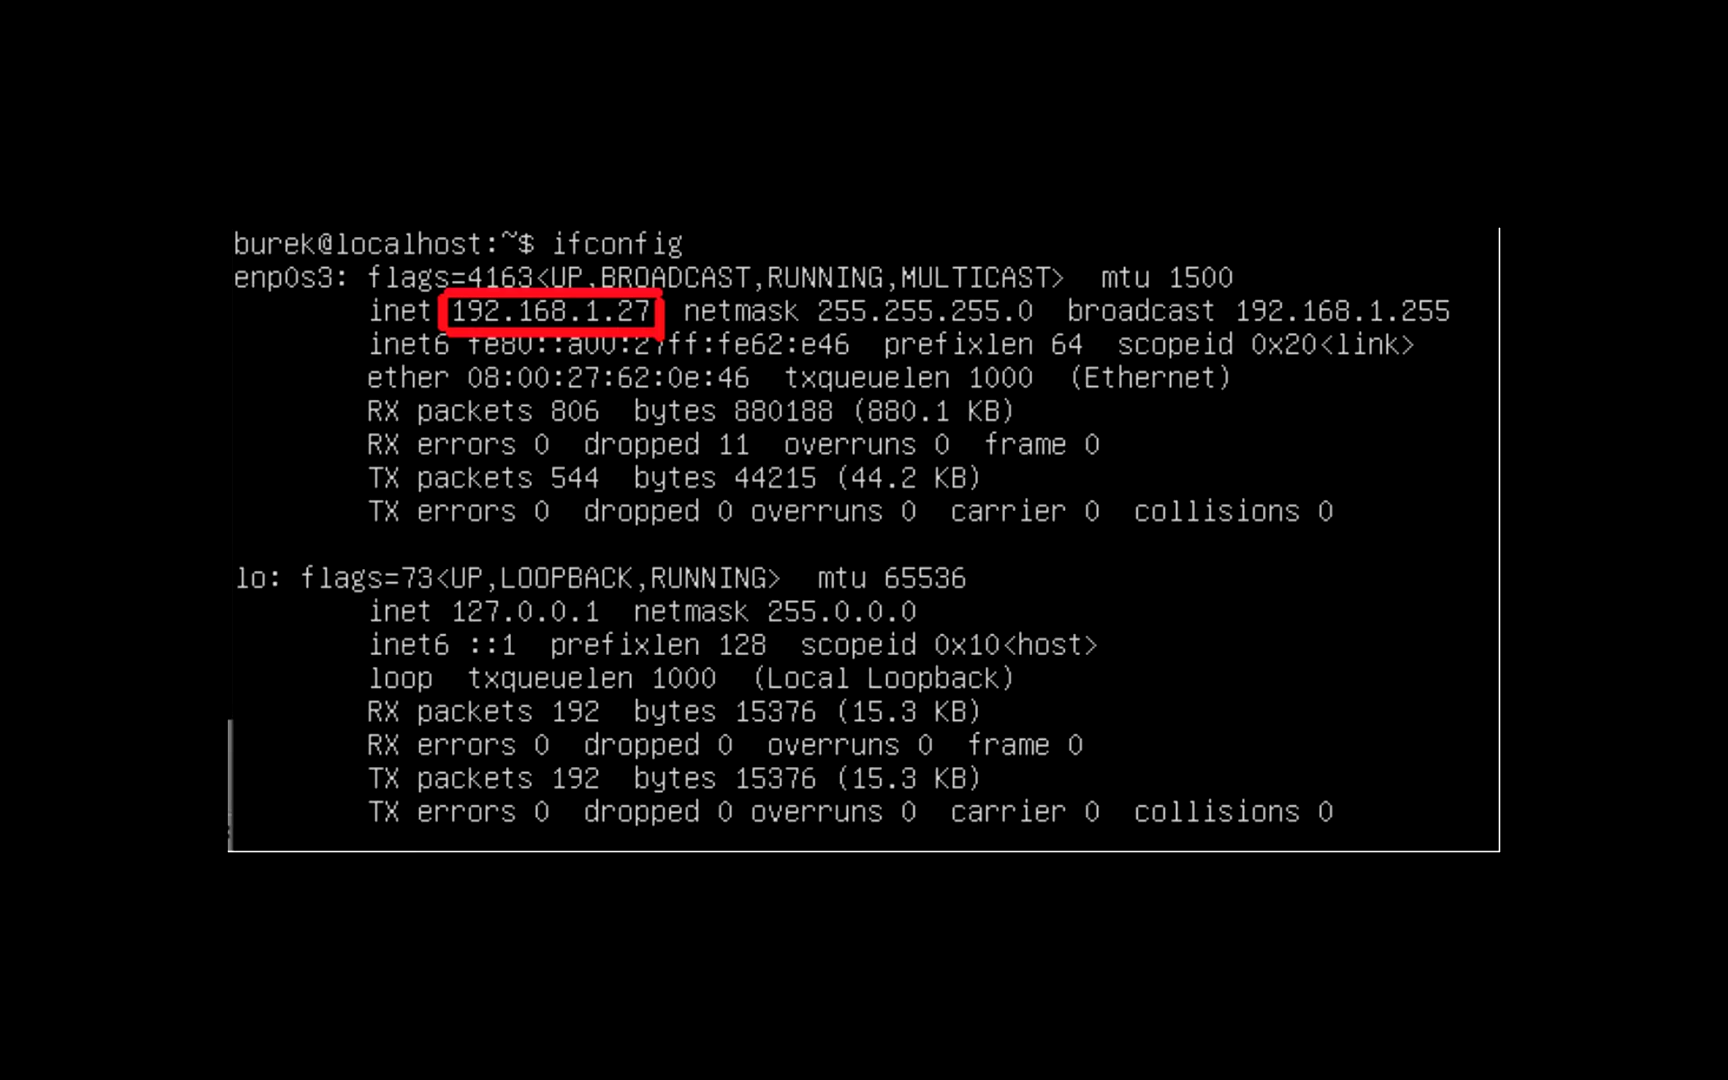 burek@localhost:~$ ifconfig
enp0s3: flags=4163<UP,BROADCAST,RUNNING,MULTICAST>  mtu 1500
inet 192.168.1.27  netmask 255.255.255.0  broadcast 192.168.1.255
inet6 fe80::a00:27ff:fe62:e46  prefixlen 64  scopeid 0x20<link>
ether 08:00:27:62:0e:46  txqueuelen 1000  (Ethernet)
RX packets 806  bytes 880188 (880.1 KB)
RX errors 0  dropped 11  overruns 0  frame 0
TX packets 544  bytes 44215 (44.2 KB)
TX errors 0  dropped 0 overruns 0  carrier 0  collisions 0
lo: flags=73<UP,LOOPBACK,RUNNING>  mtu 65536
inet 127.0.0.1  netmask 255.0.0.0
inet6 ::1  prefixlen 128  scopeid 0x10<host>
loop  txqueuelen 1000  (Local Loopback)
RX packets 192  bytes 15376 (15.3 KB)
RX errors 0  dropped 0  overruns 0  frame 0
TX packets 192  bytes 15376 (15.3 KB)
TX errors 0  dropped 0 overruns 0  carrier 0  collisions 0